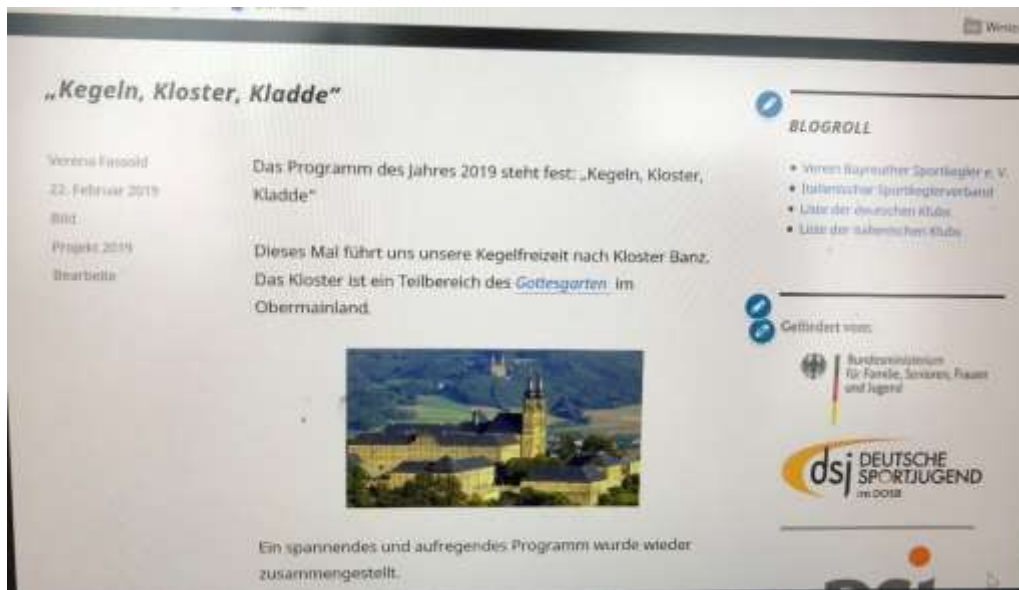 Weite
„Kegeln, Kloster, Kladde“
Verena Fassold
22. Februar 2019
Bild
Projekt 2019
Bearbeite
Das Programm des Jahres 2019 steht fest: „Kegeln, Kloster,
Kladde“
Dieses Mal führt uns unsere Kegelfreizeit nach Kloster Banz.
Das Kloster ist ein Teilbereich des Gottesgarten im
Obermainland.
Ein spannendes und aufregendes Programm wurde wieder
zusammengestellt.
BLOGROLL
Verein Bayreuther Sportkegler e. V.
Italienischer Sportkeglerverband
Liste der deutschen Klubs
Liste der italienischen Klubs
Gefördert vom:
Bundesministerium
für Familie, Senioren, Frauen
und Jugend
dsj DEUTSCHE
SPORTJUGEND
im DOSB